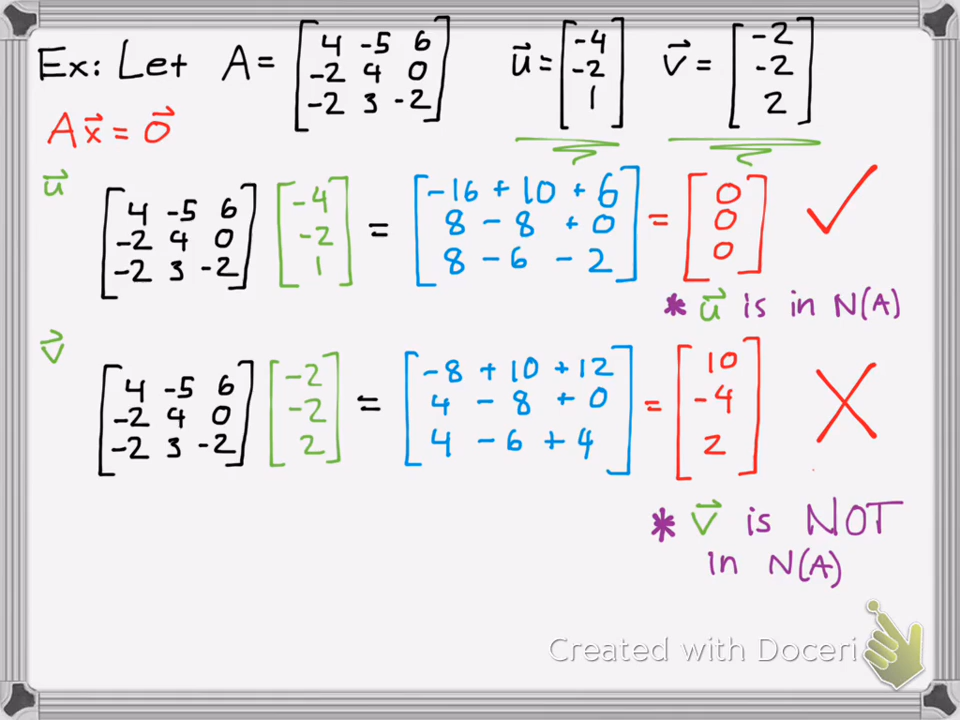 Ex: Let A = [4 -5 6; -2 4 0; -2 3 -2] u⃗ = [-4; -2; 1] v⃗ = [-2; -2; 2]
Ax⃗ = 0⃗
u⃗
[4 -5 6; -2 4 0; -2 3 -2] [-4; -2; 1] = [-16 + 10 + 6; 8 - 8 + 0; 8 - 6 - 2] = [0; 0; 0] ✓
* u⃗ is in N(A)
v⃗
[4 -5 6; -2 4 0; -2 3 -2] [-2; -2; 2] = [-8 + 10 + 12; 4 - 8 + 0; 4 - 6 + 4] = [10; -4; 2] X
* v⃗ is NOT
in N(A)
Created with Doceri